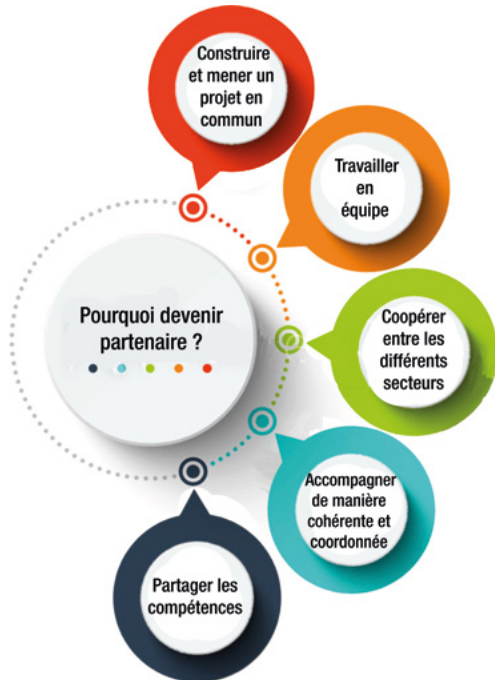 Construire
et mener un
projet en
commun
Travailler
en
équipe
Pourquoi devenir
partenaire ?
Coopérer
entre les
différents
secteurs
Accompagner
de manière
cohérente et
coordonnée
Partager les
compétences